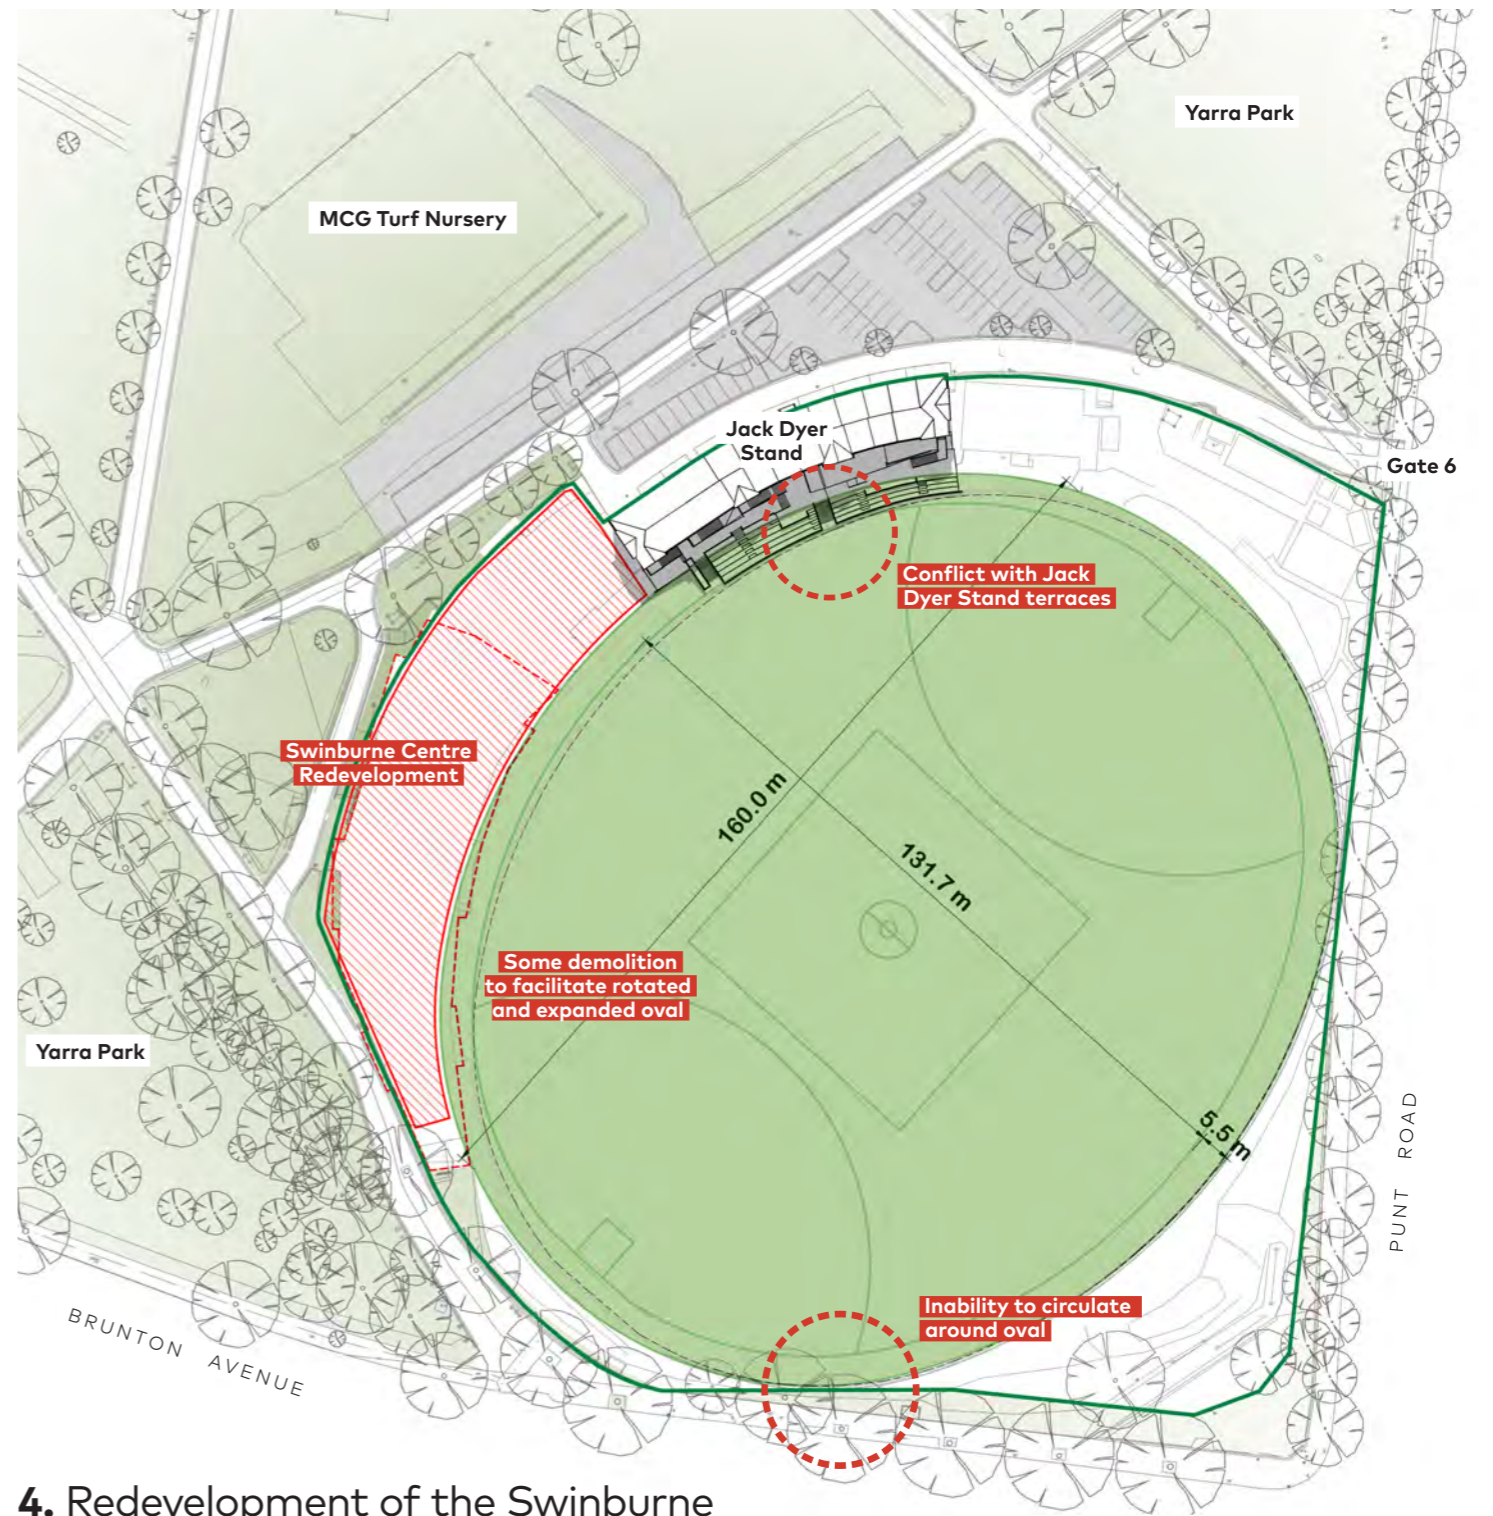 Yarra Park
MCG Turf Nursery
Jack Dyer
Stand
Gate 6
Conflict with Jack
Dyer Stand terraces
Swinburne Centre
Redevelopment
160.0 m
131.7 m
Some demolition
to facilitate rotated
and expanded oval
Yarra Park
5.5 m
PUNT ROAD
Inability to circulate
around oval
BRUNTON AVENUE
4. Redevelopment of the Swinburne